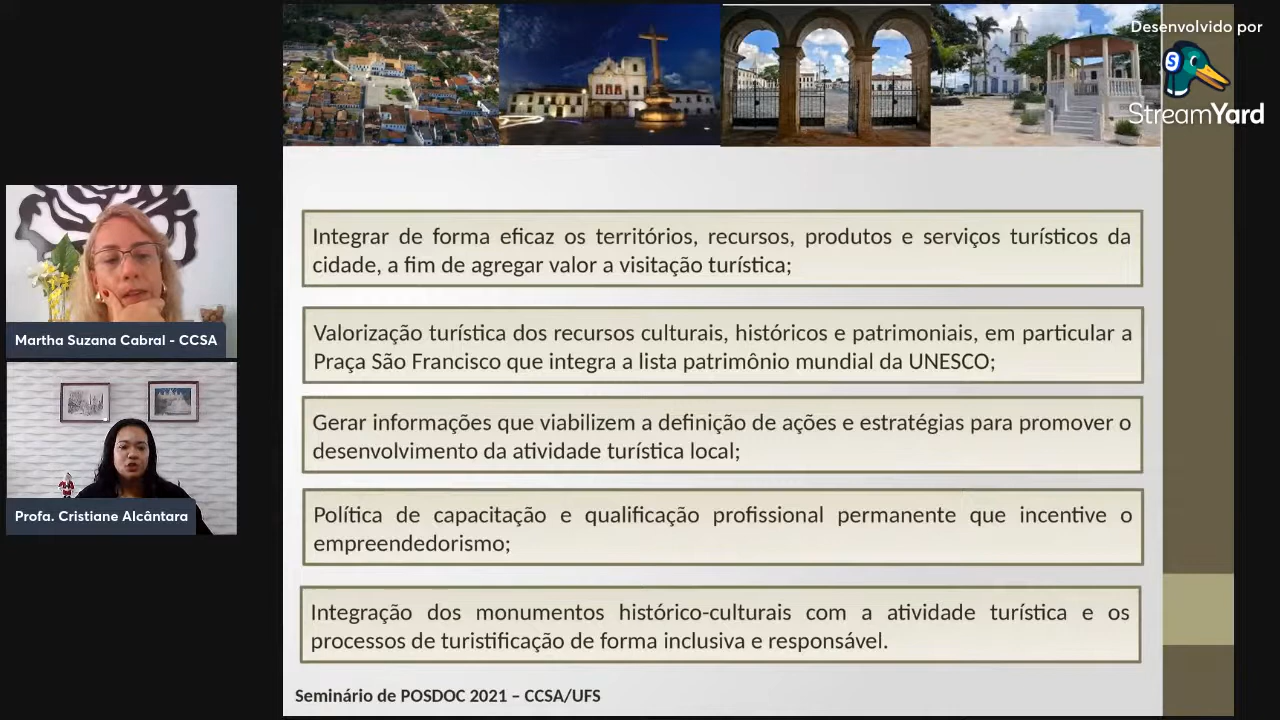 Desenvolvido por
StreamYard
Integrar de forma eficaz os territórios, recursos, produtos e serviços turísticos da
cidade, a fim de agregar valor a visitação turística;
Valorização turística dos recursos culturais, históricos e patrimoniais, em particular a
Praça São Francisco que integra a lista patrimônio mundial da UNESCO;
Gerar informações que viabilizem a definição de ações e estratégias para promover o
desenvolvimento da atividade turística local;
Política de capacitação e qualificação profissional permanente que incentive o
empreendedorismo;
Integração dos monumentos histórico-culturais com a atividade turística e os
processos de turistificação de forma inclusiva e responsável.
Seminário de POSDOC 2021 – CCSA/UFS
Martha Suzana Cabral - CCSA
Profa. Cristiane Alcântara